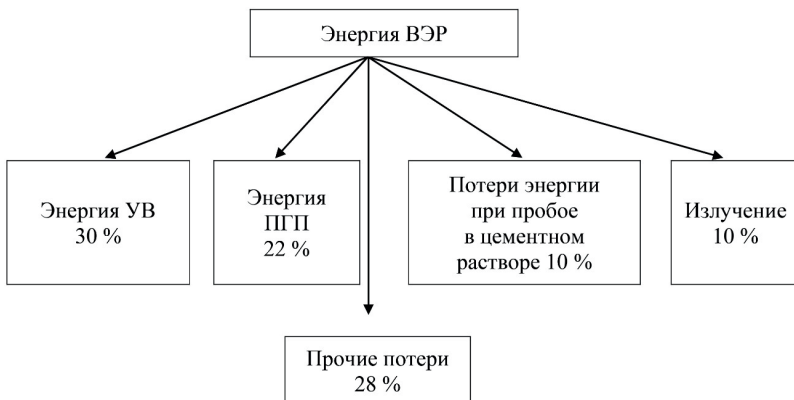 Энергия ВЭР
Энергия УВ
30 %
Энергия
ПГП
22 %
Потери энергии
при пробое
в цементном
растворе 10 %
Излучение
10 %
Прочие потери
28 %